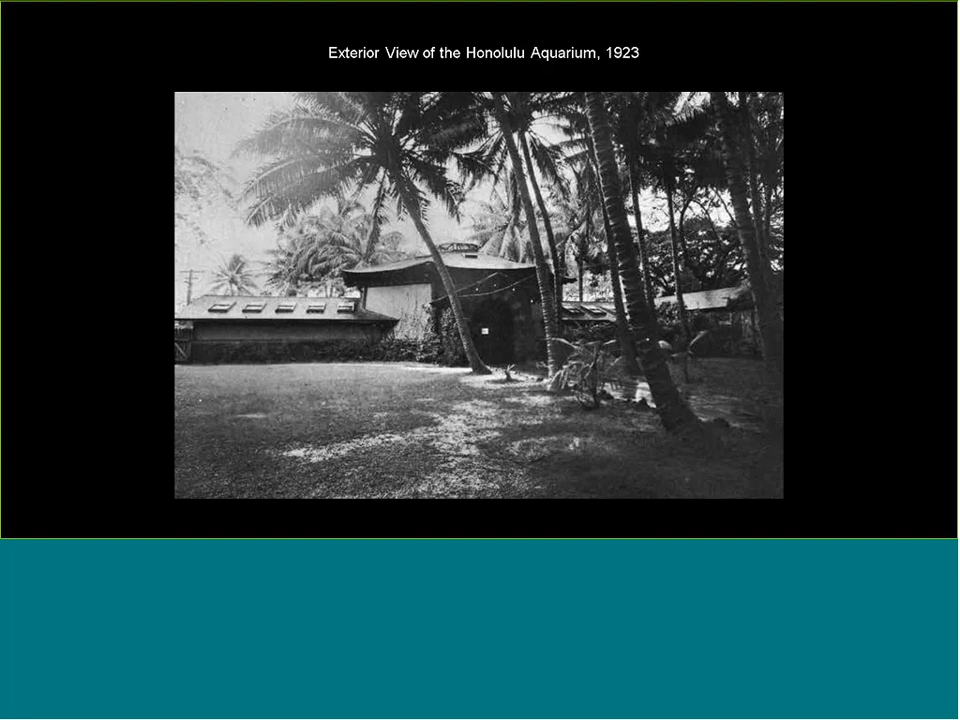 Exterior View of the Honolulu Aquarium, 1923